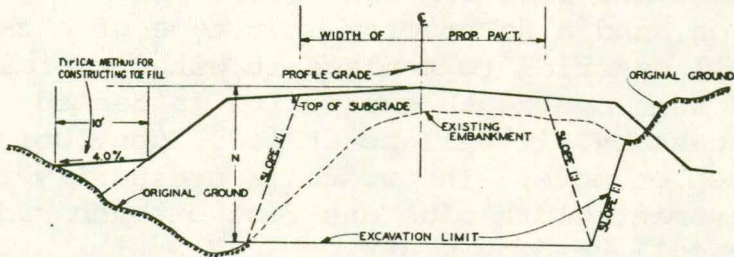 ℄
WIDTH OF PROP. PAV'T.
TYPICAL METHOD FOR
CONSTRUCTING TOE FILL
PROFILE GRADE
ORIGINAL GROUND
10'
TOP OF SUBGRADE
EXISTING
EMBANKMENT
4.0%
N
SLOPE 1:1
SLOPE 1:1
SLOPE 1:1
ORIGINAL GROUND
EXCAVATION LIMIT